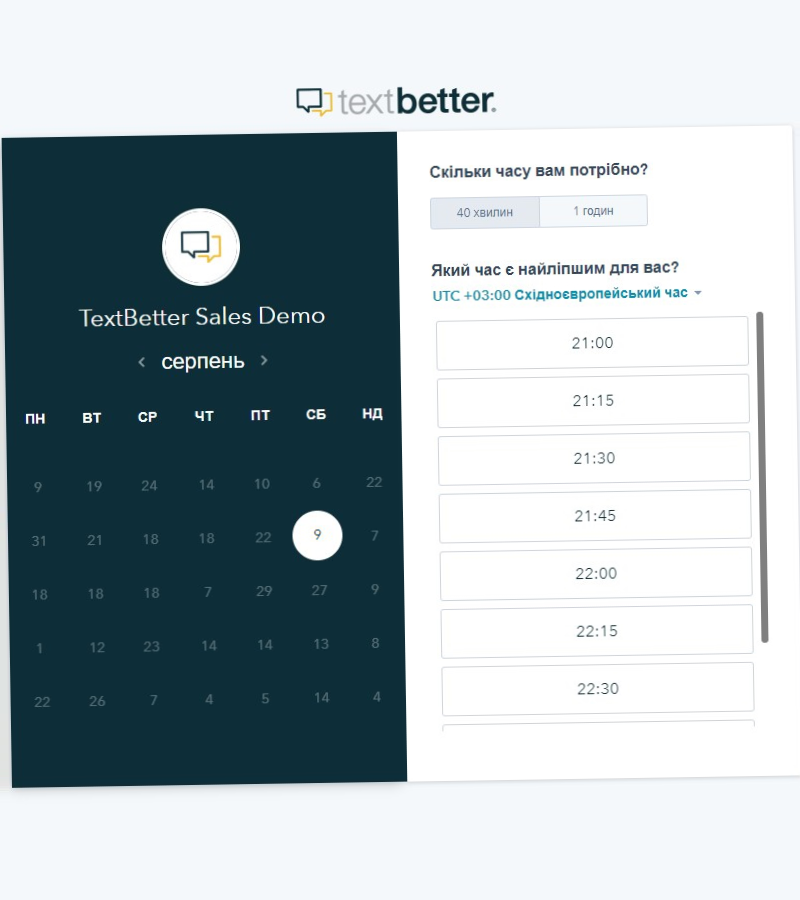 textbetter.
TextBetter Sales Demo
серпень
ПН ВТ СР ЧТ ПТ СБ НД
9 19 24 14 10 6 22
31 21 18 18 22 9 7
18 18 18 7 29 27 9
1 12 23 14 14 13 8
22 26 7 4 5 14 4
Скільки часу вам потрібно?
40 хвилин 1 годин
Який час є найліпшим для вас?
UTC +03:00 Східноєвропейський час
21:00
21:15
21:30
21:45
22:00
22:15
22:30